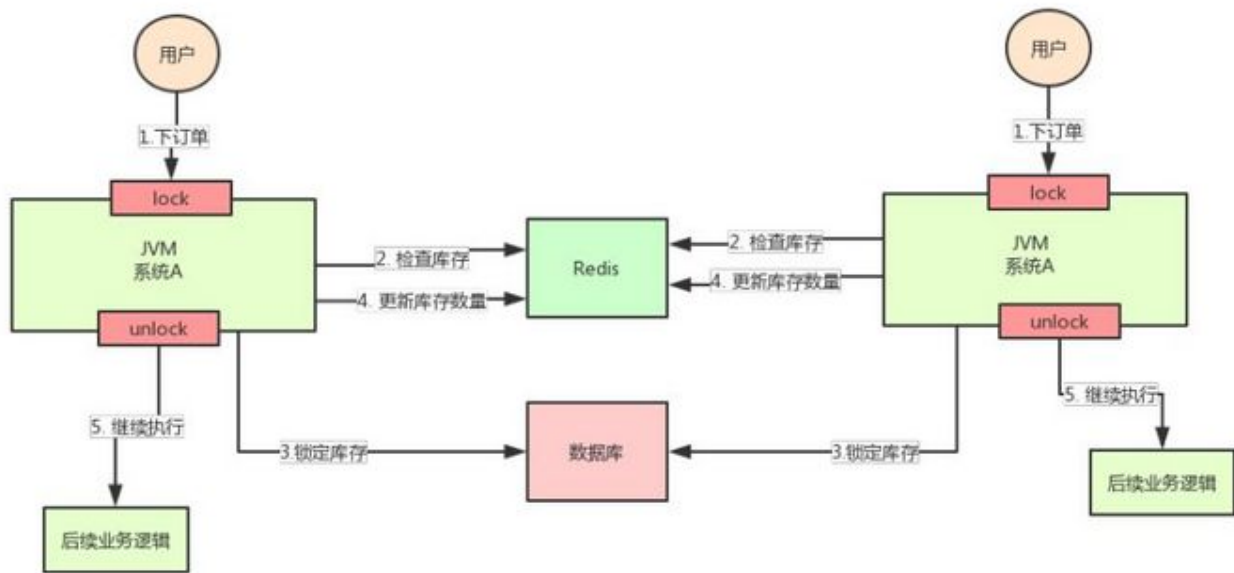 用户
用户
1.下订单
1.下订单
lock
lock
JVM
系统A
JVM
系统A
2. 检查库存
2. 检查库存
Redis
4. 更新库存数量
4. 更新库存数量
unlock
unlock
5. 继续执行
5. 继续执行
3.锁定库存
数据库
3.锁定库存
后续业务逻辑
后续业务逻辑